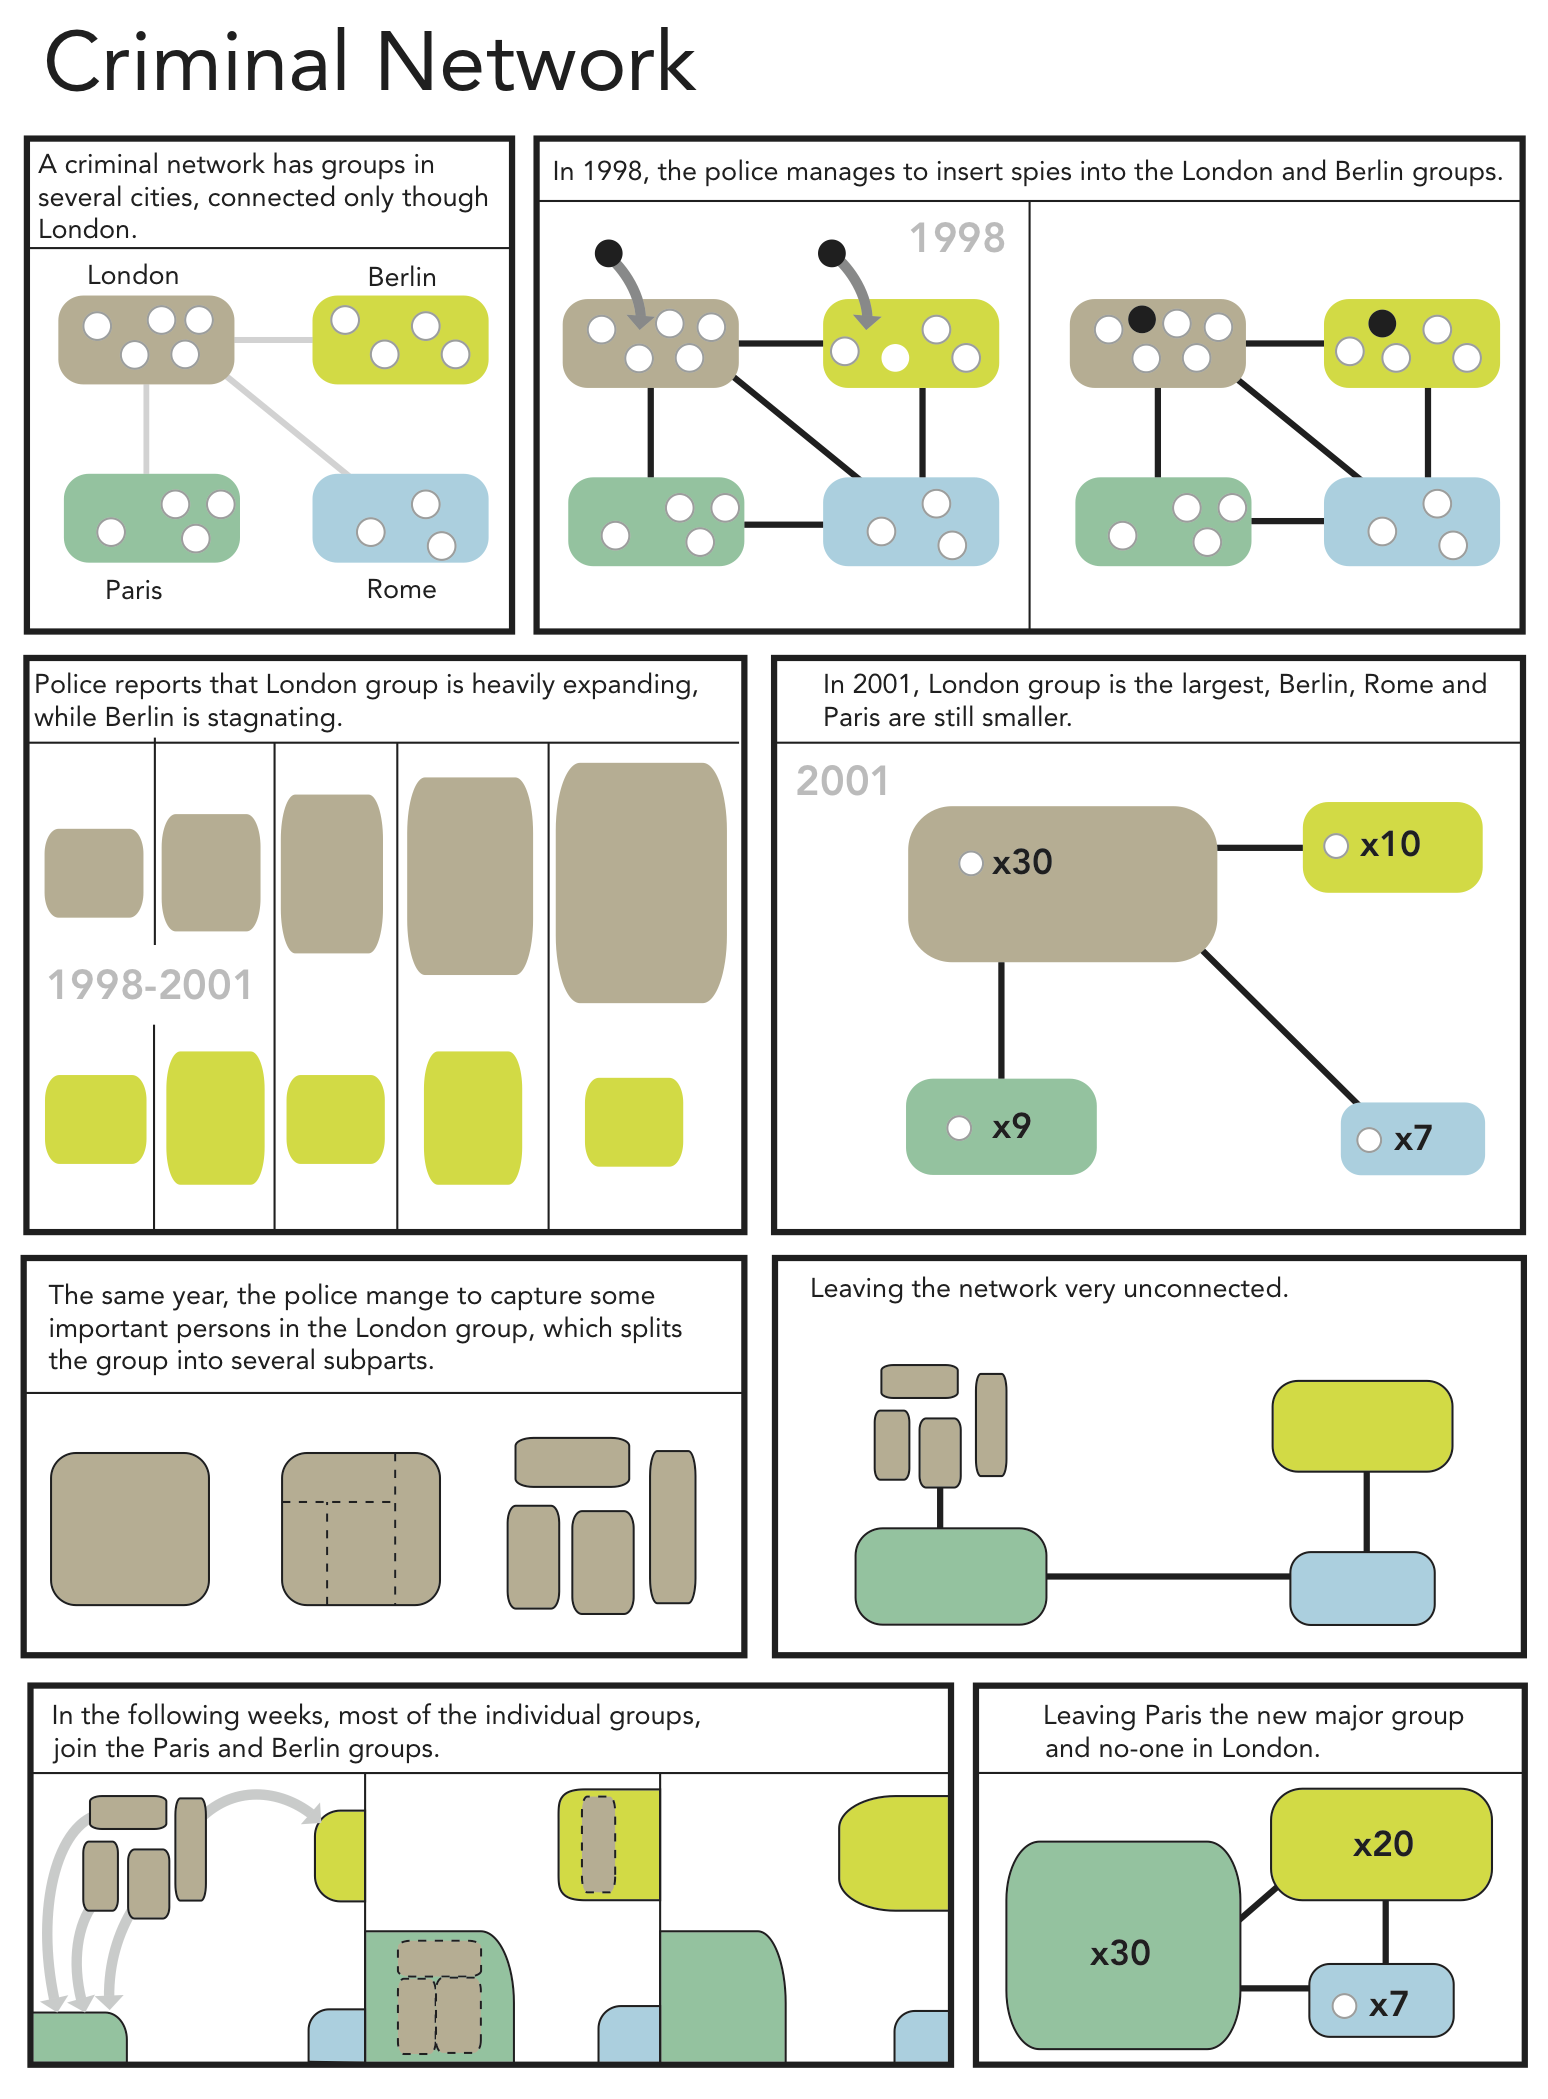 Criminal Network
A criminal network has groups in
several cities, connected only though
London.
London
Berlin
Paris
Rome
In 1998, the police manages to insert spies into the London and Berlin groups.
1998
Police reports that London group is heavily expanding,
while Berlin is stagnating.
1998-2001
In 2001, London group is the largest, Berlin, Rome and
Paris are still smaller.
2001
x30
x10
x9
x7
The same year, the police mange to capture some
important persons in the London group, which splits
the group into several subparts.
Leaving the network very unconnected.
In the following weeks, most of the individual groups,
join the Paris and Berlin groups.
Leaving Paris the new major group
and no-one in London.
x20
x30
x7